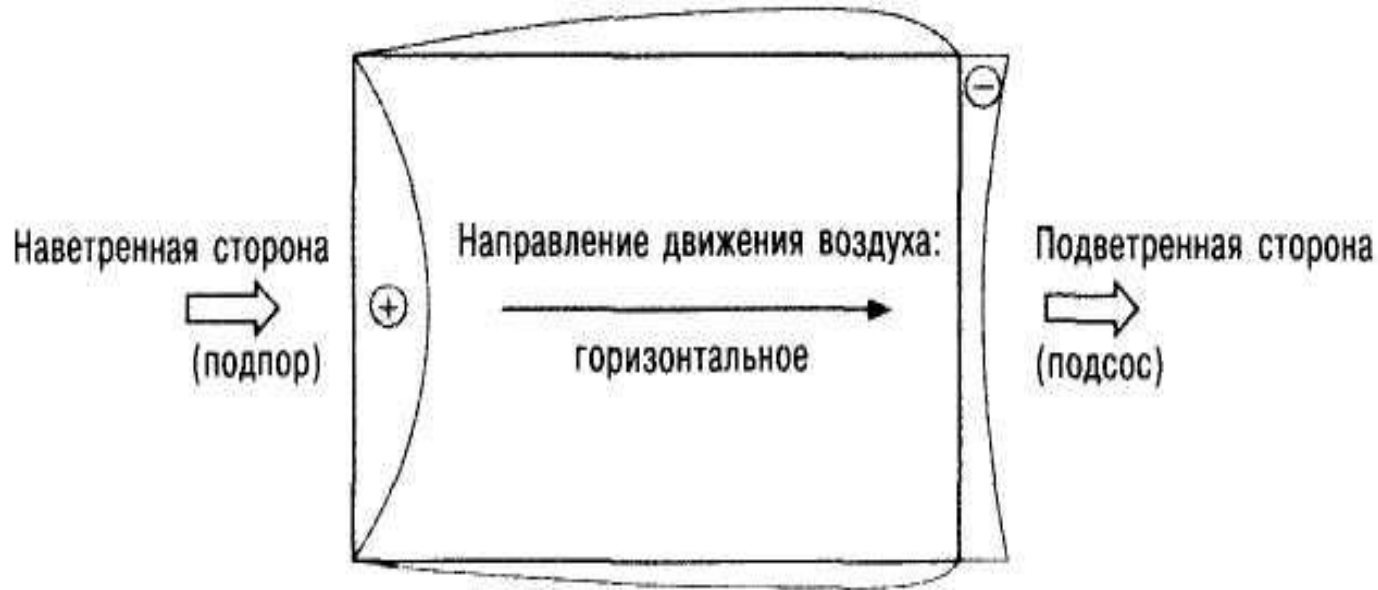 Наветренная сторона
(подпор)
+
Направление движения воздуха:
горизонтальное
−
Подветренная сторона
(подсос)